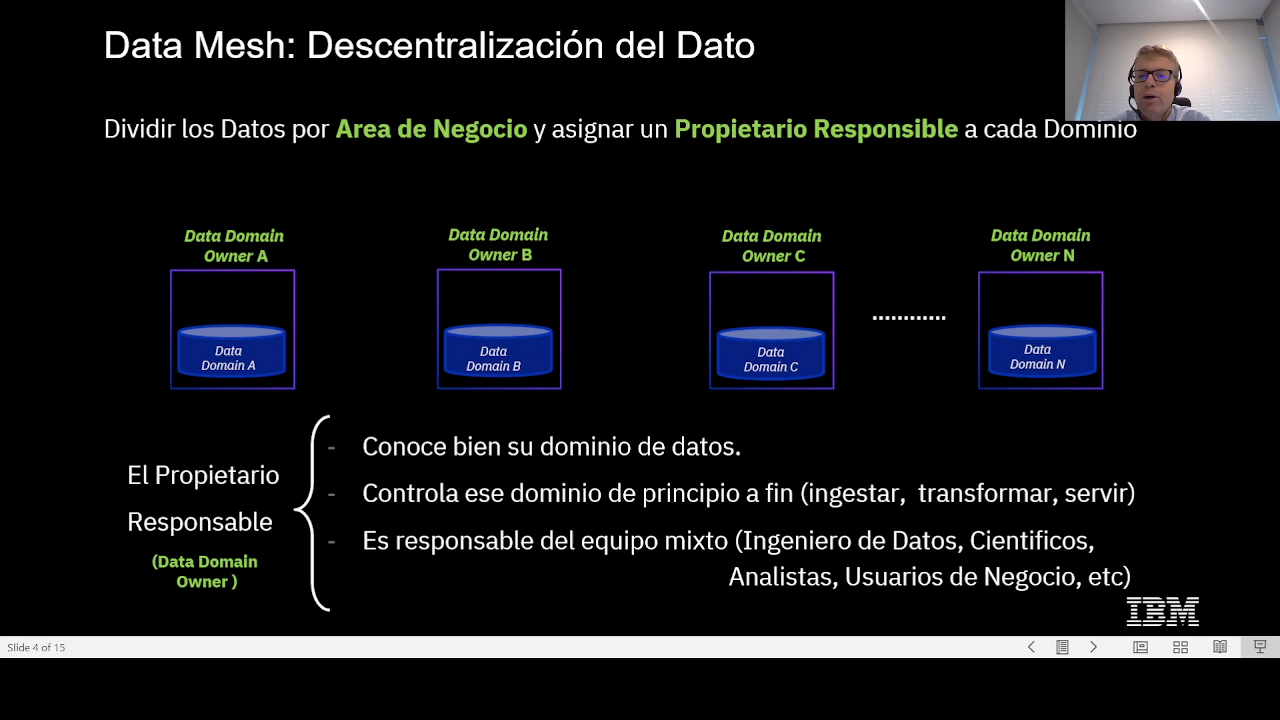 Data Mesh: Descentralización del Dato
Dividir los Datos por Area de Negocio y asignar un Propietario Responsible a cada Dominio
Data Domain
Owner A
Data Domain
Owner B
Data Domain
Owner C
Data Domain
Owner N
Data
Domain A
Data
Domain B
Data
Domain C
............
Data
Domain N
El Propietario
Responsable
(Data Domain
Owner )
- Conoce bien su dominio de datos.
- Controla ese dominio de principio a fin (ingestar, transformar, servir)
- Es responsable del equipo mixto (Ingeniero de Datos, Cientificos,
Analistas, Usuarios de Negocio, etc)
IBM
Slide 4 of 15